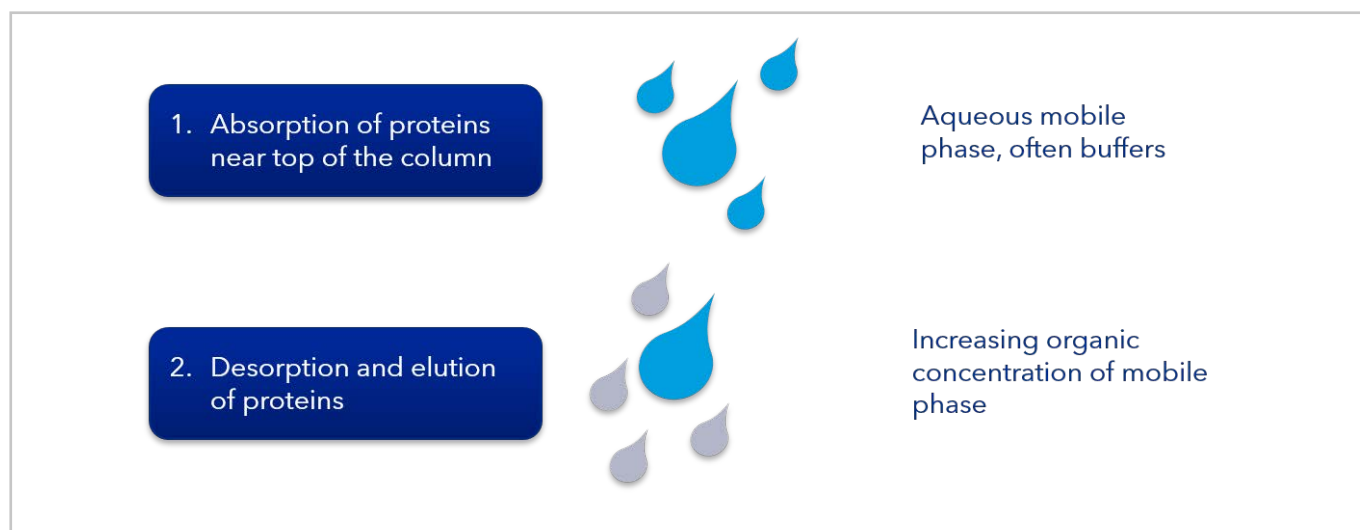 1. Absorption of proteins
near top of the column
Aqueous mobile
phase, often buffers
2. Desorption and elution
of proteins
Increasing organic
concentration of mobile
phase